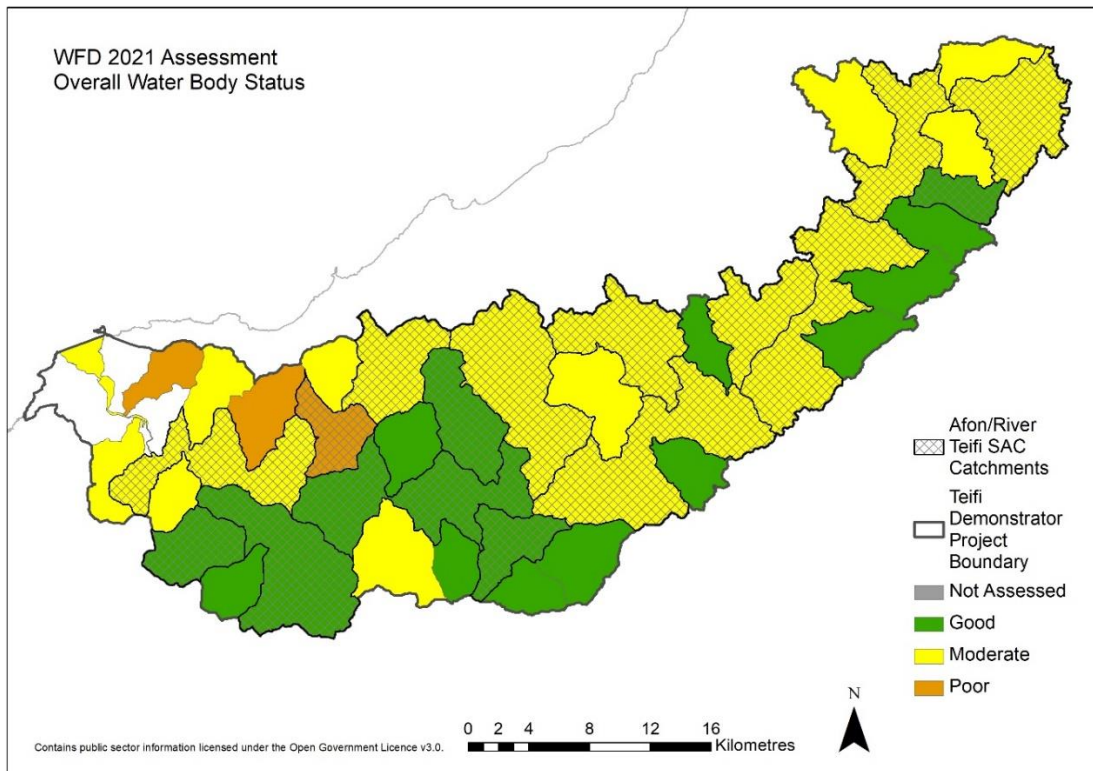 WFD 2021 Assessment
Overall Water Body Status
Afon/River
Teifi SAC
Catchments
Teifi
Demonstrator
Project
Boundary
Not Assessed
Good
Moderate
Poor
N
0 2 4 8 12 16
Kilometres
Contains public sector information licensed under the Open Government Licence v3.0.